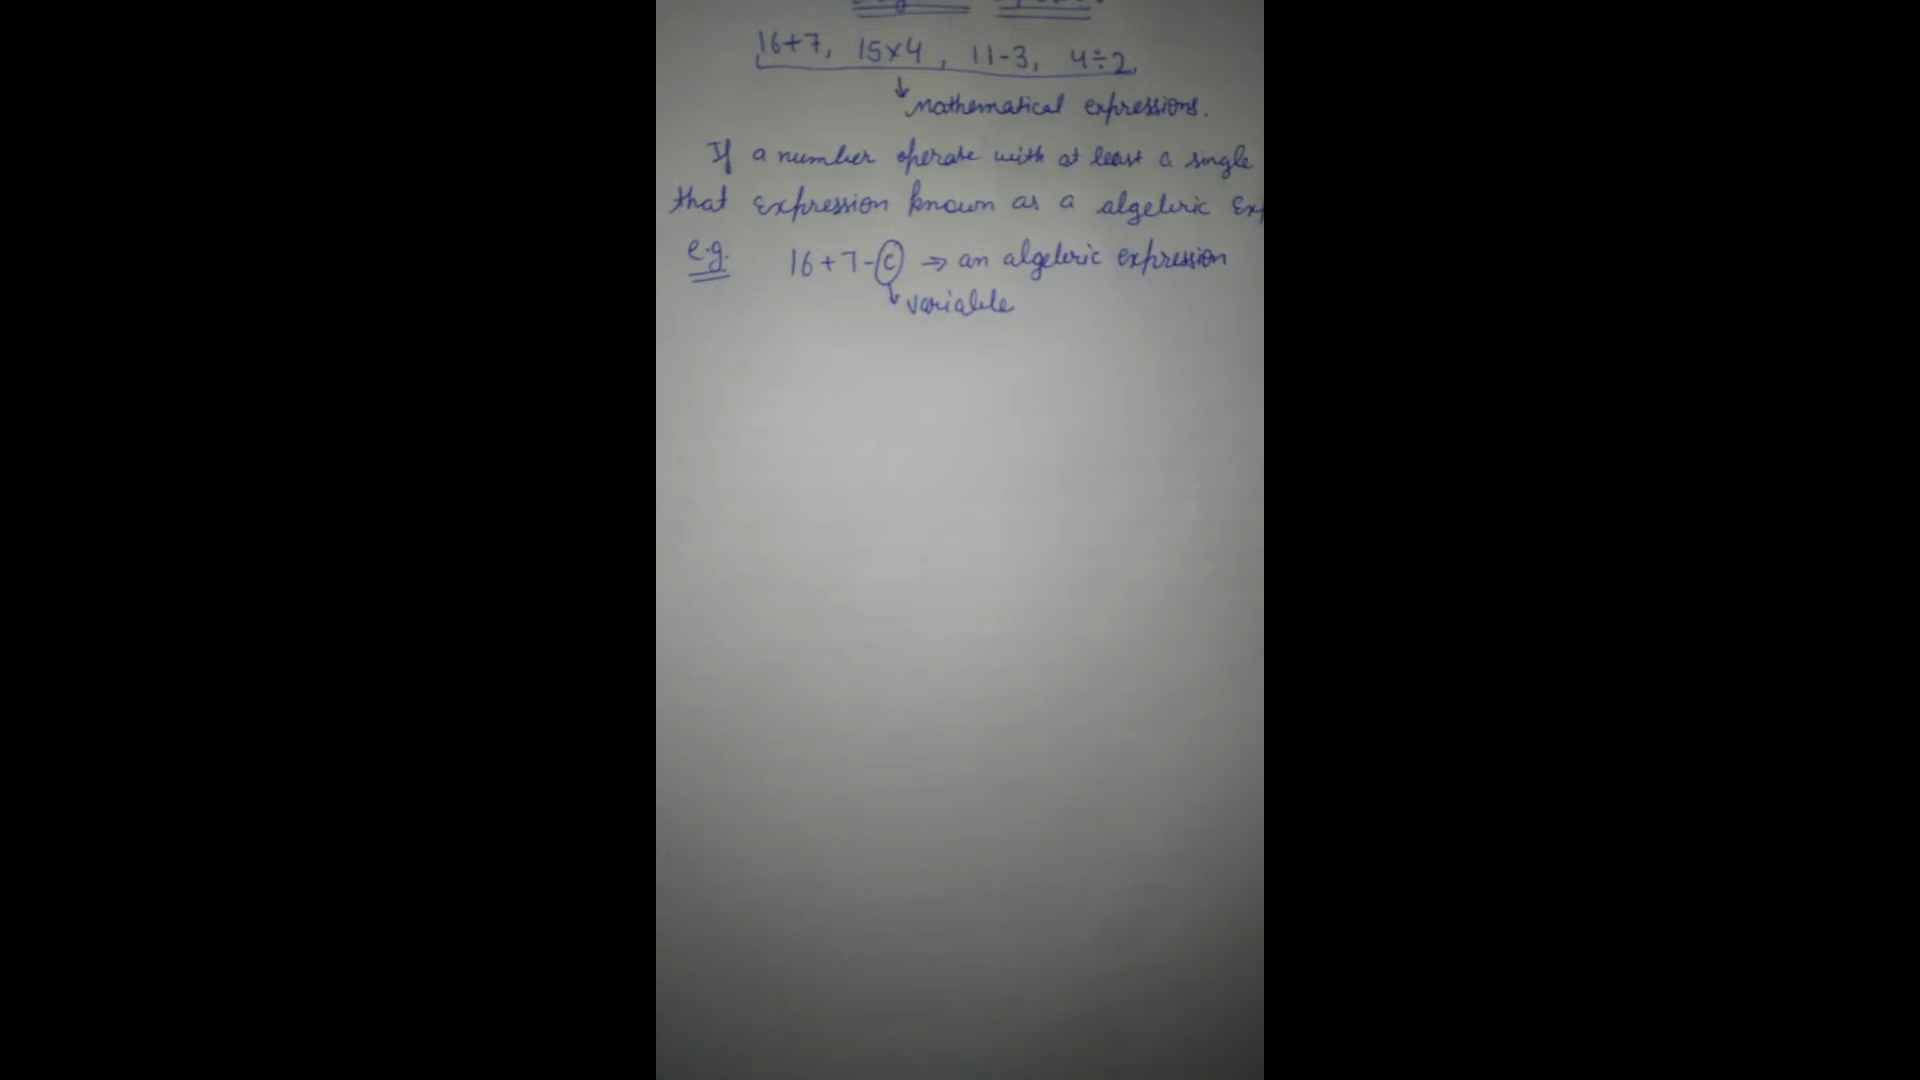 16+7, 15×4, 11-3, 4÷2,
mathematical expressions.
If a number operate with at least a single
that expression known as a algebric
e.g. 16+7-c ⇒ an algebric expression
variable